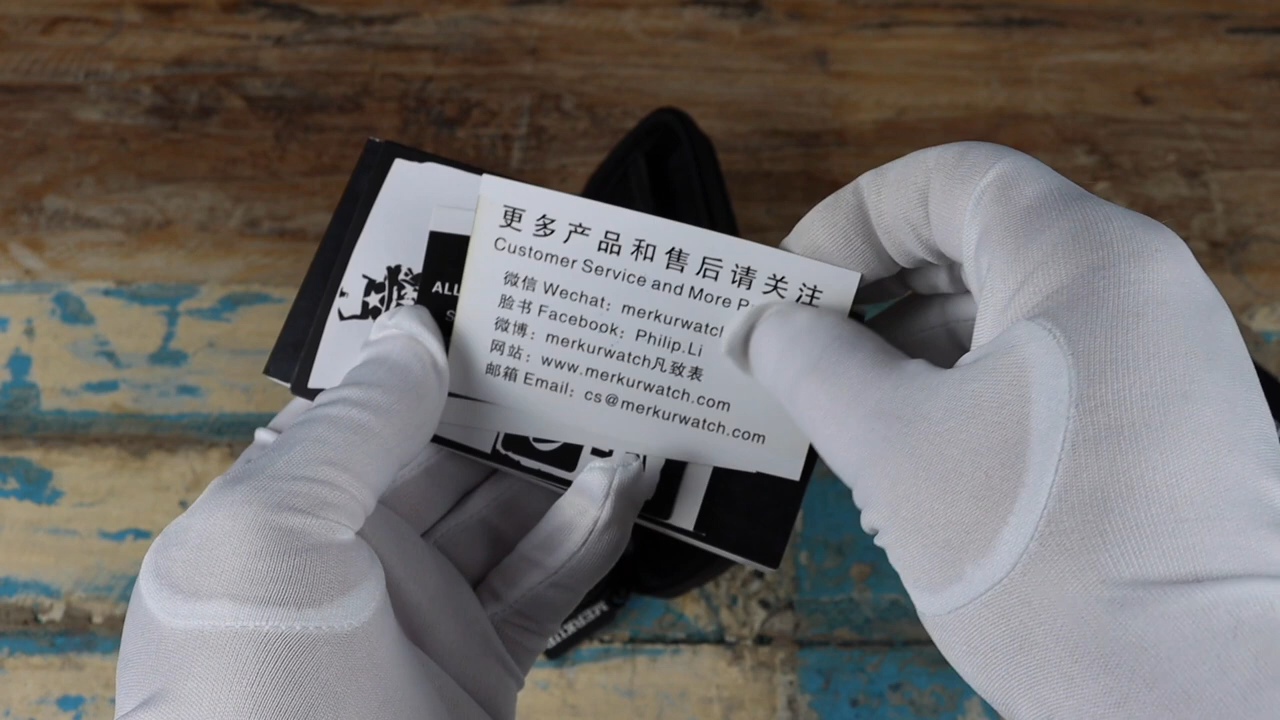 更多产品和售后请关注
Customer Service and More
微信 Wechat: merkurwatch
脸书 Facebook: Philip.Li
微博: merkurwatch凡致表
网站: www.merkurwatch.com
邮箱 Email: cs@merkurwatch.com
ALL